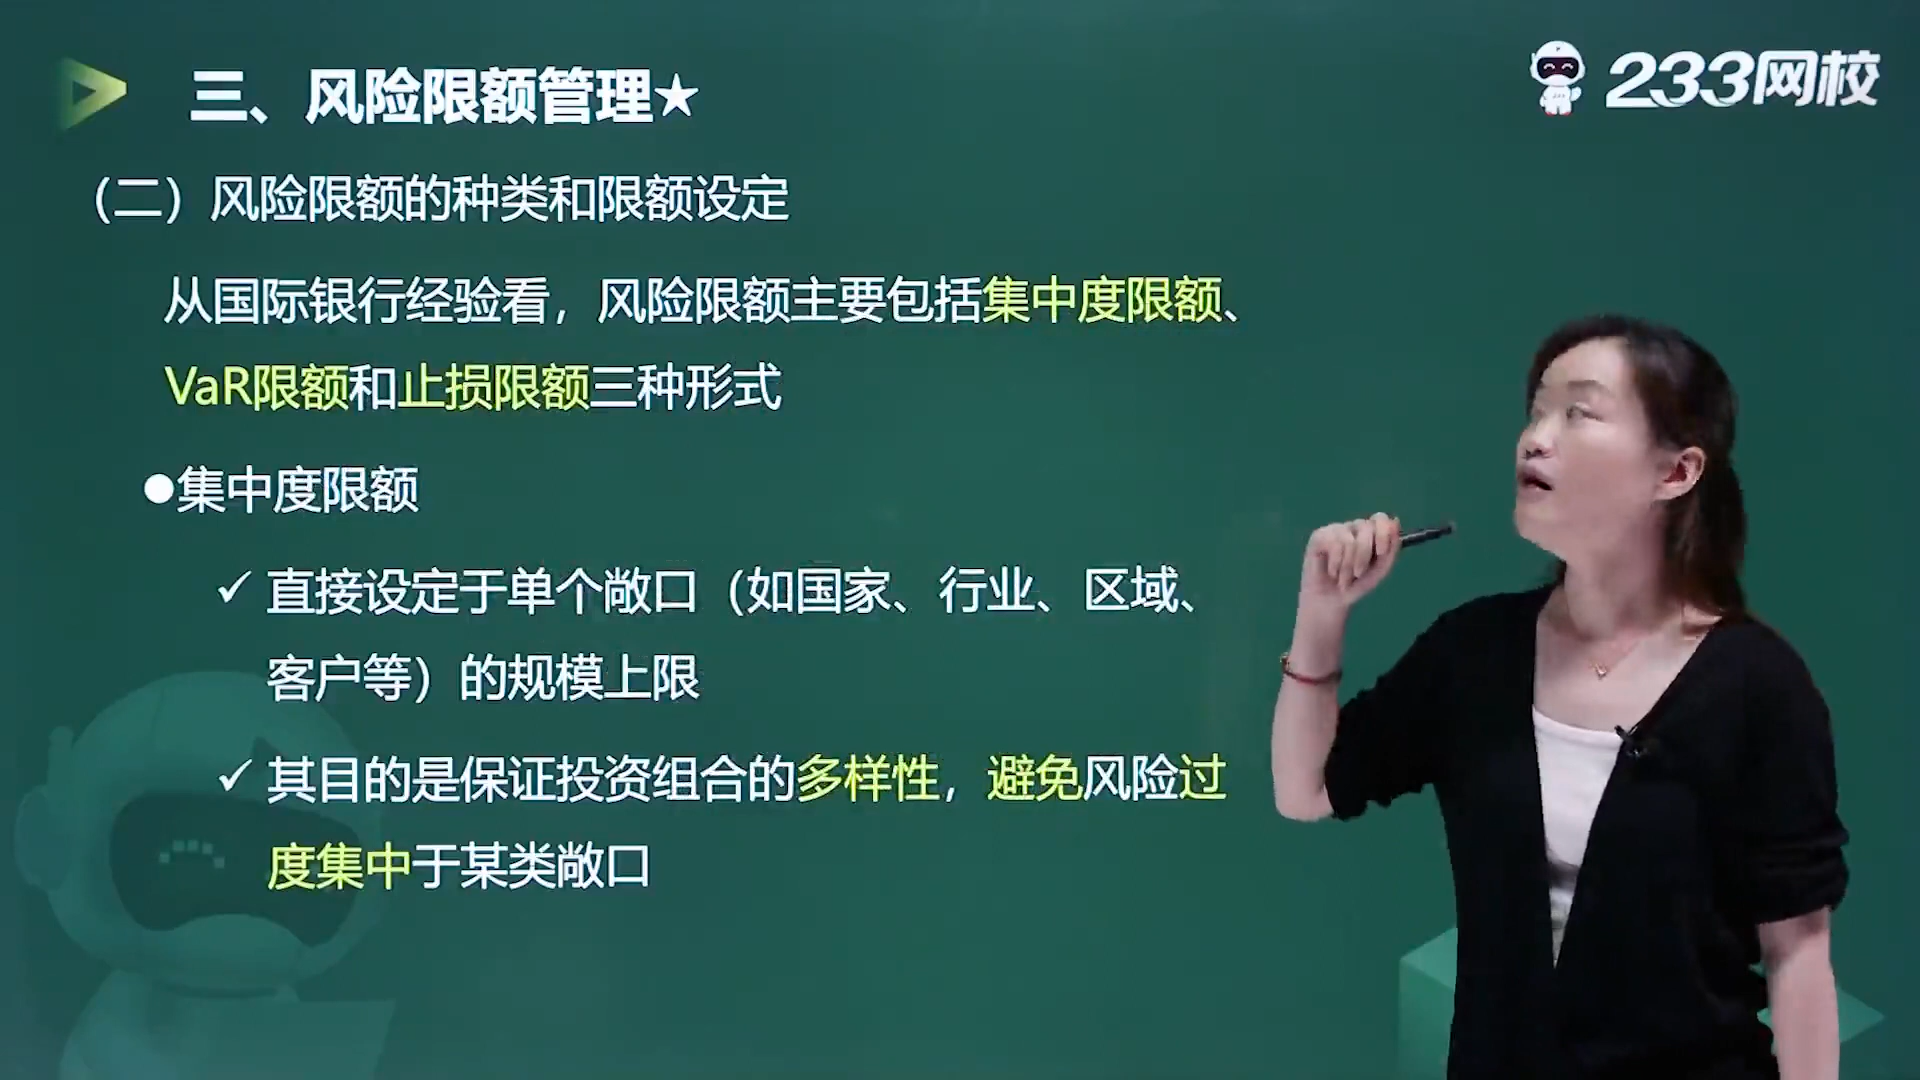 三、风险限额管理★
233网校
（二）风险限额的种类和限额设定
从国际银行经验看，风险限额主要包括集中度限额、
VaR限额和止损限额三种形式
●集中度限额
✓ 直接设定于单个敞口（如国家、行业、区域、
客户等）的规模上限
✓ 其目的是保证投资组合的多样性，避免风险过
度集中于某类敞口